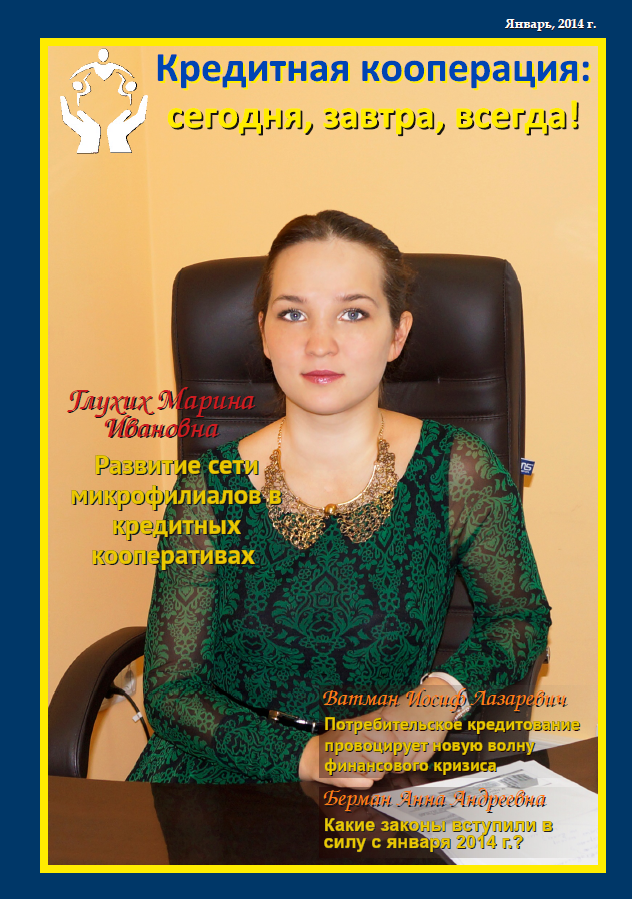 Январь, 2014 г.
Кредитная кооперация:
сегодня, завтра, всегда!
Глухих Марина
Ивановна
Развитие сети
микрофилиалов в
кредитных
кооперативах
Ватман Иосиф Лазаревич
Потребительское кредитование
провоцирует новую волну
финансового кризиса
Берман Анна Андреевна
Какие законы вступили в
силу с января 2014 г.?